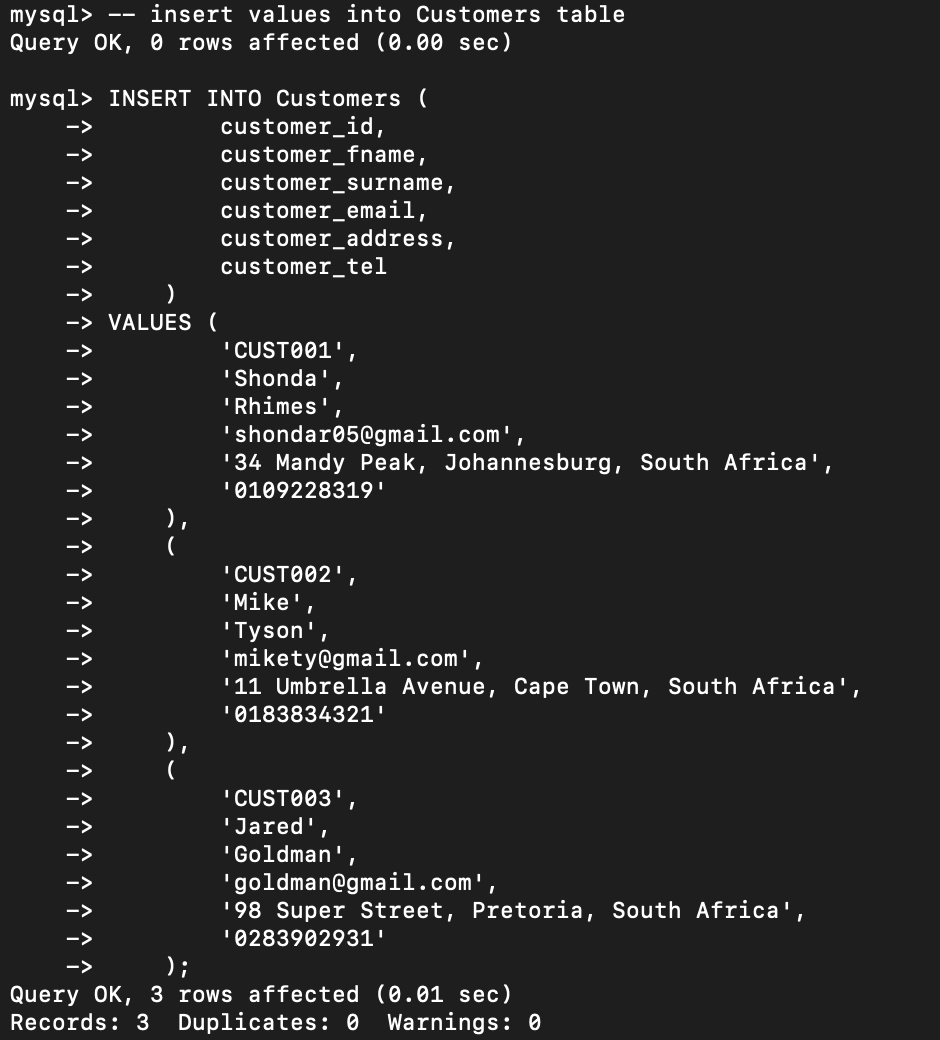 mysql> -- insert values into Customers table
Query OK, 0 rows affected (0.00 sec)

mysql> INSERT INTO Customers (
    ->         customer_id,
    ->         customer_fname,
    ->         customer_surname,
    ->         customer_email,
    ->         customer_address,
    ->         customer_tel
    ->     )
    -> VALUES (
    ->         'CUST001',
    ->         'Shonda',
    ->         'Rhimes',
    ->         'shondar05@gmail.com',
    ->         '34 Mandy Peak, Johannesburg, South Africa',
    ->         '0109228319'
    ->     ),
    ->     (
    ->         'CUST002',
    ->         'Mike',
    ->         'Tyson',
    ->         'mikety@gmail.com',
    ->         '11 Umbrella Avenue, Cape Town, South Africa',
    ->         '0183834321'
    ->     ),
    ->     (
    ->         'CUST003',
    ->         'Jared',
    ->         'Goldman',
    ->         'goldman@gmail.com',
    ->         '98 Super Street, Pretoria, South Africa',
    ->         '0283902931'
    ->     );
Query OK, 3 rows affected (0.01 sec)
Records: 3  Duplicates: 0  Warnings: 0